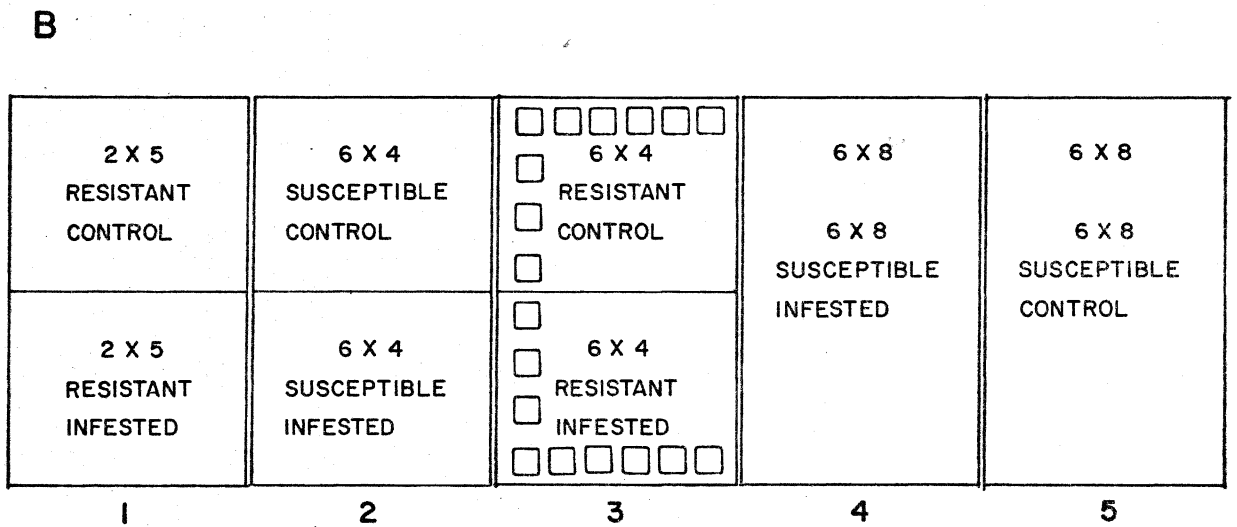 B
2 X 5
RESISTANT
CONTROL
2 X 5
RESISTANT
INFESTED
6 X 4
SUSCEPTIBLE
CONTROL
6 X 4
SUSCEPTIBLE
INFESTED
6 X 4
RESISTANT
CONTROL
6 X 4
RESISTANT
INFESTED
6 X 8
6 X 8
SUSCEPTIBLE
INFESTED
6 X 8
6 X 8
SUSCEPTIBLE
CONTROL
1 2 3 4 5